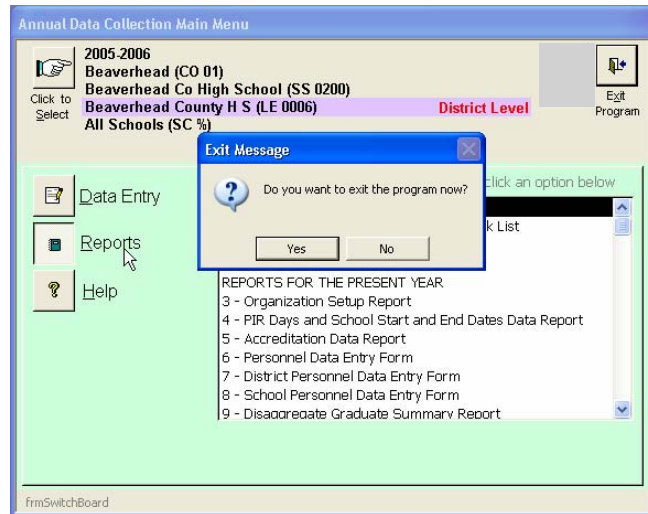 Annual Data Collection Main Menu
Click to
Select
2005-2006
Beaverhead (CO 01)
Beaverhead Co High School (SS 0200)
Beaverhead County H S (LE 0006) District Level
All Schools (SC %)
Exit
Program
Exit Message
Do you want to exit the program now?
Yes No
click an option below
Data Entry
Reports
Help
k List
REPORTS FOR THE PRESENT YEAR
3 - Organization Setup Report
4 - PIR Days and School Start and End Dates Data Report
5 - Accreditation Data Report
6 - Personnel Data Entry Form
7 - District Personnel Data Entry Form
8 - School Personnel Data Entry Form
9 - Disaggregate Graduate Summary Report
frmSwitchBoard